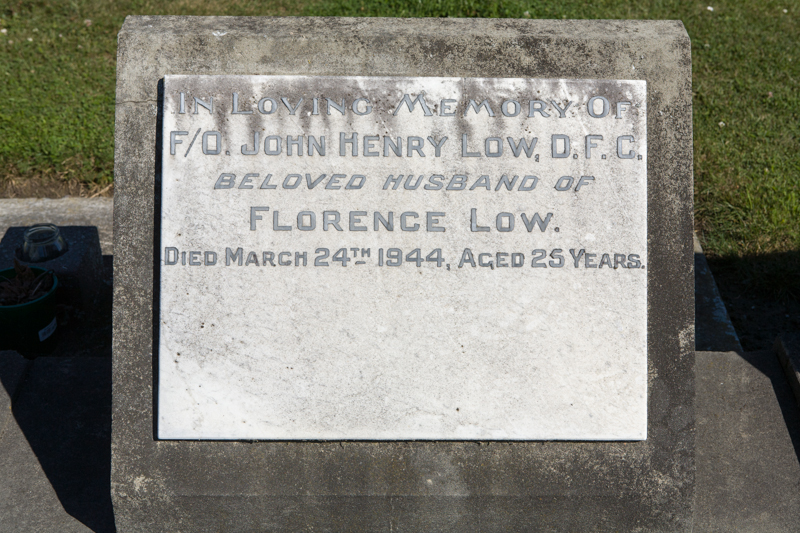 In Loving Memory Of
F/O. John Henry Low, D.F.C.
BELOVED HUSBAND OF
Florence Low.
Died March 24TH 1944, Aged 25 Years.